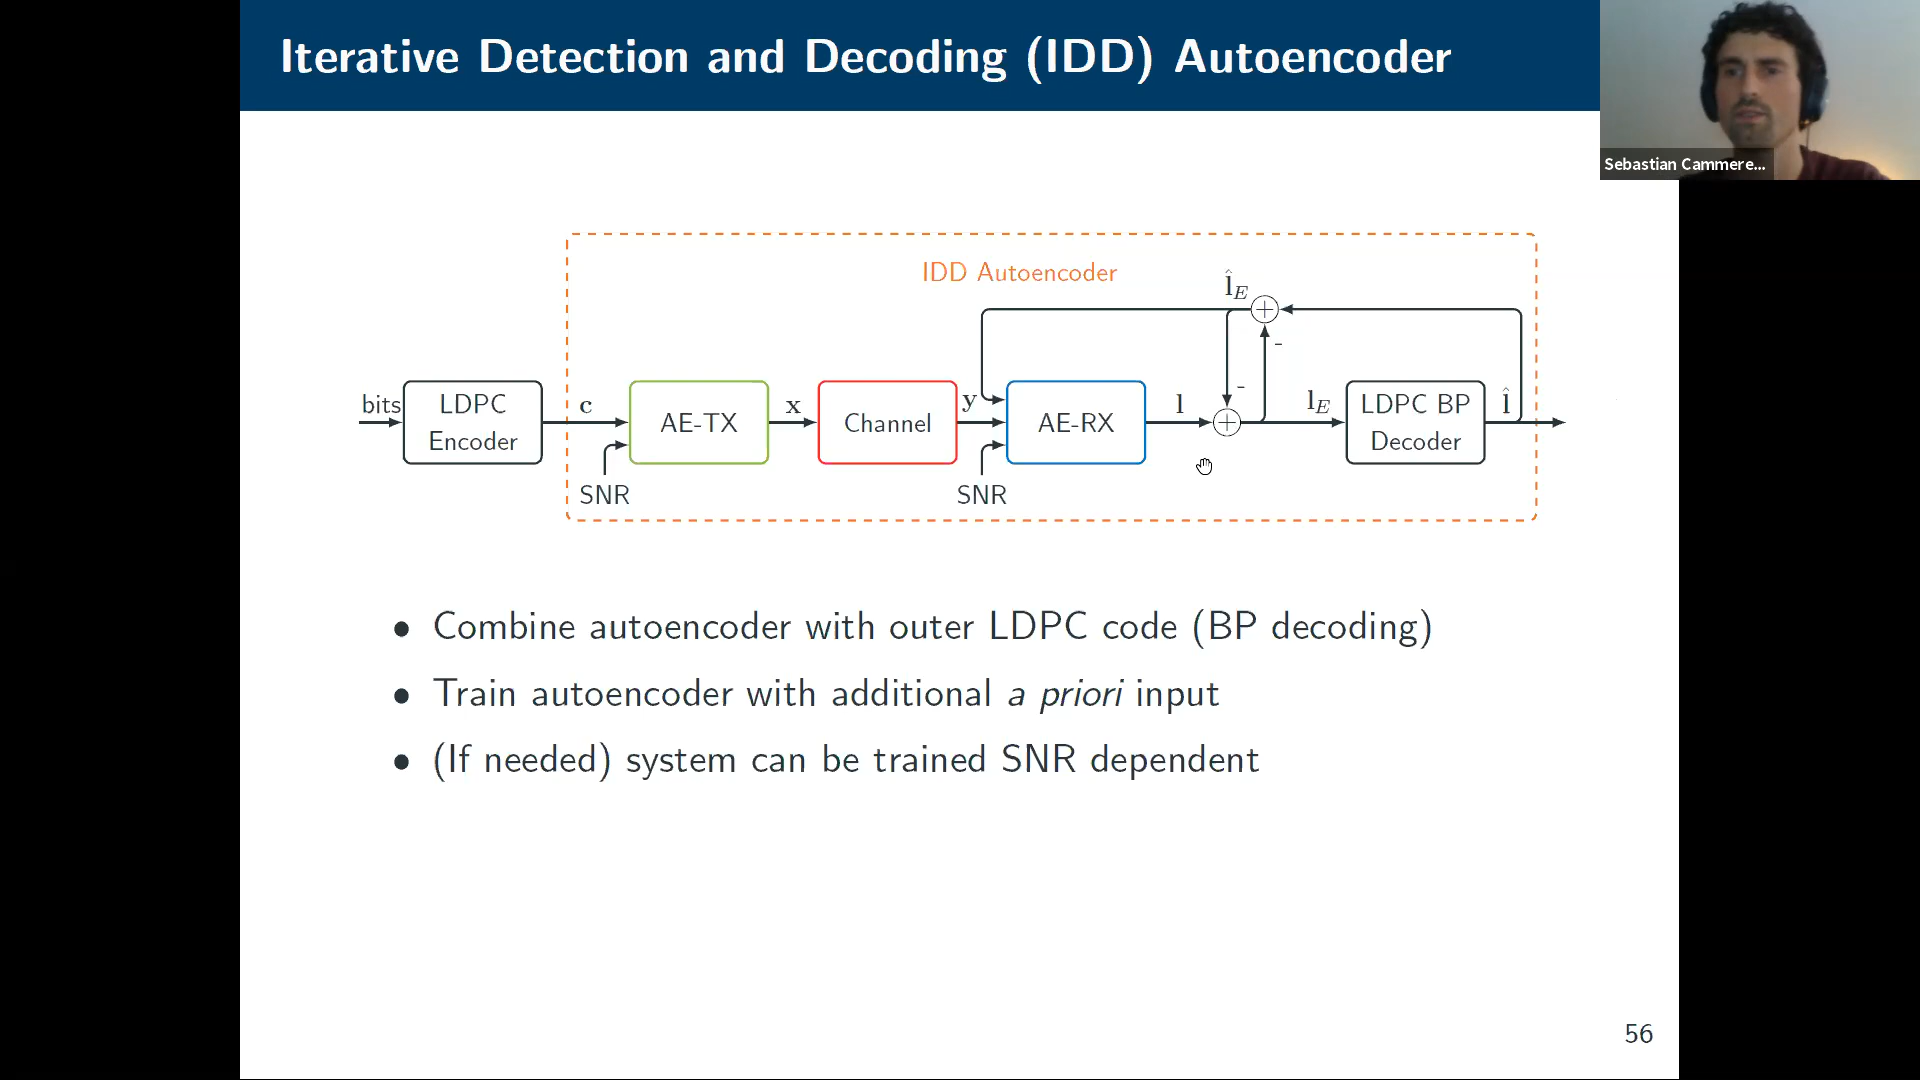 Iterative Detection and Decoding (IDD) Autoencoder
Sebastian Cammere...
IDD Autoencoder
l̂_E
-
-
bits
LDPC
Encoder
c
AE-TX
x
Channel
y
AE-RX
l
l_E
LDPC BP
Decoder
l̂
SNR
SNR
• Combine autoencoder with outer LDPC code (BP decoding)
• Train autoencoder with additional a priori input
• (If needed) system can be trained SNR dependent
56